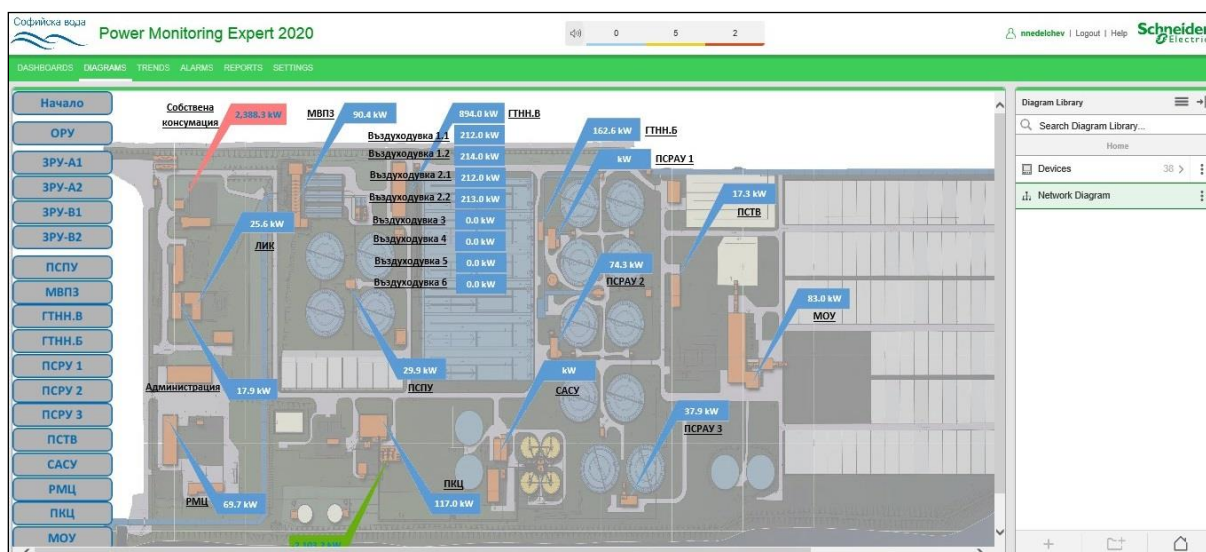 Софийска вода
Power Monitoring Expert 2020
0 5 2
nnedelchev | Logout | Help
Schneider Electric
DASHBOARDS DIAGRAMS TRENDS ALARMS REPORTS SETTINGS
Начало
ОРУ
ЗРУ-А1
ЗРУ-А2
ЗРУ-В1
ЗРУ-В2
ПСПУ
МВПЗ
ГТНН.В
ГТНН.Б
ПСРУ 1
ПСРУ 2
ПСРУ 3
ПСТВ
САСУ
РМЦ
ПКЦ
МОУ
Собствена
консумация
2,388.3 kW
МВПЗ
90.4 kW
894.0 kW
ГТНН.В
Въздуходувка 1.1
212.0 kW
Въздуходувка 1.2
214.0 kW
Въздуходувка 2.1
212.0 kW
Въздуходувка 2.2
213.0 kW
Въздуходувка 3
0.0 kW
Въздуходувка 4
0.0 kW
Въздуходувка 5
0.0 kW
Въздуходувка 6
0.0 kW
162.6 kW
ГТНН.Б
kW
ПСРАУ 1
17.3 kW
ПСТВ
25.6 kW
ЛИК
74.3 kW
ПСРАУ 2
83.0 kW
МОУ
Администрация
17.9 kW
29.9 kW
ПСПУ
kW
САСУ
37.9 kW
ПСРАУ 3
РМЦ
69.7 kW
ПКЦ
117.0 kW
Diagram Library
Search Diagram Library...
Home
Devices 38
Network Diagram